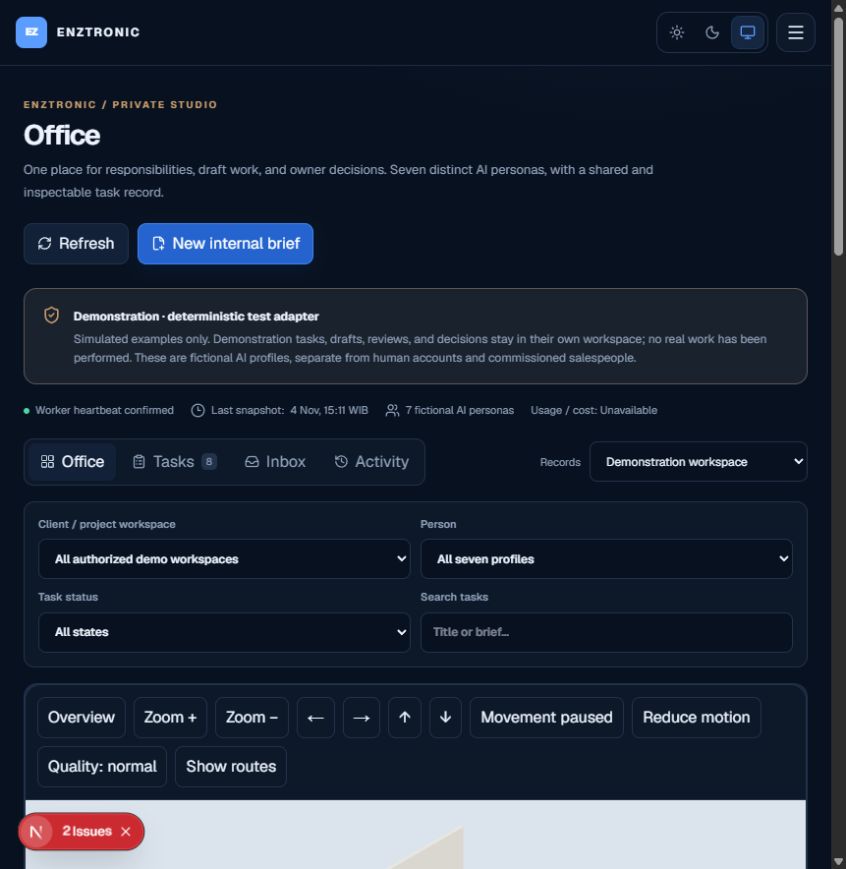 EZ ENZTRONIC
ENZTRONIC / PRIVATE STUDIO
Office
One place for responsibilities, draft work, and owner decisions. Seven distinct AI personas, with a shared and
inspectable task record.
Refresh New internal brief
Demonstration · deterministic test adapter
Simulated examples only. Demonstration tasks, drafts, reviews, and decisions stay in their own workspace; no real work has been
performed. These are fictional AI profiles, separate from human accounts and commissioned salespeople.
Worker heartbeat confirmed Last snapshot: 4 Nov, 15:11 WIB 7 fictional AI personas Usage / cost: Unavailable
Office Tasks 8 Inbox Activity Records Demonstration workspace
Client / project workspace Person
All authorized demo workspaces All seven profiles
Task status Search tasks
All states Title or brief...
Overview Zoom + Zoom − ← → ↑ ↓ Movement paused Reduce motion
Quality: normal Show routes
N 2 Issues ×